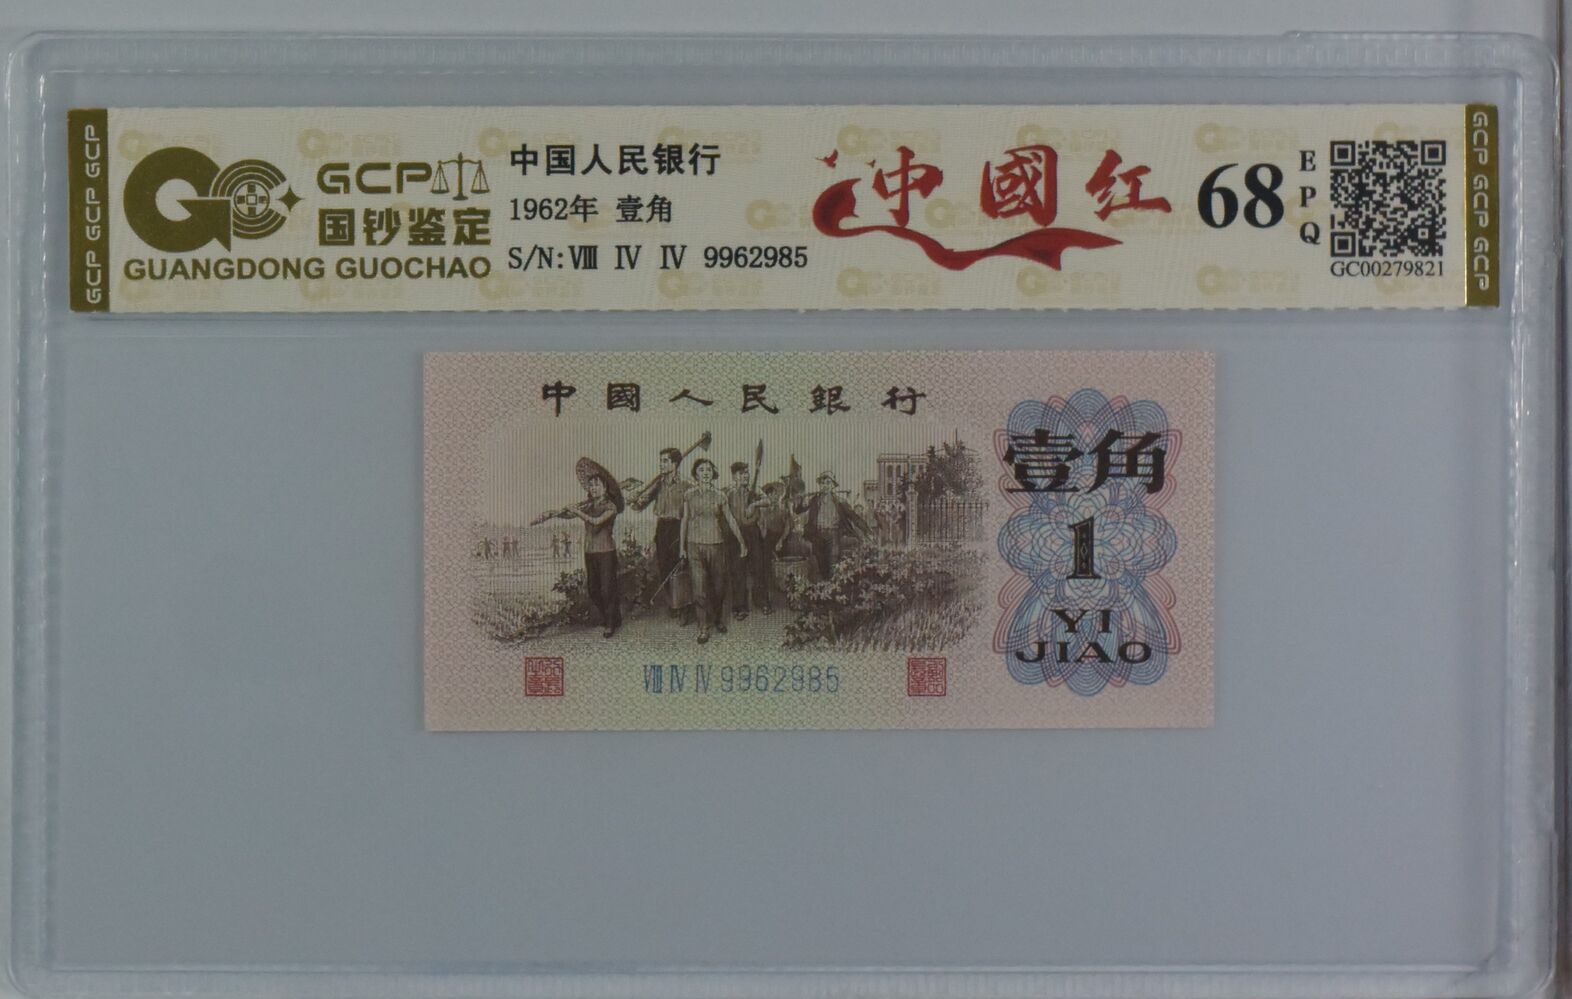 GCP GCP GCP
GCP
国钞鉴定
GUANGDONG GUOCHAO
中国人民银行
1962年 壹角
S/N:Ⅷ Ⅳ Ⅳ 9962985
中國红
68
EPQ
GC00279821
GCP GCP GCP
中國人民銀行
壹角
1
YI
JIAO
Ⅷ Ⅳ Ⅳ 9962985